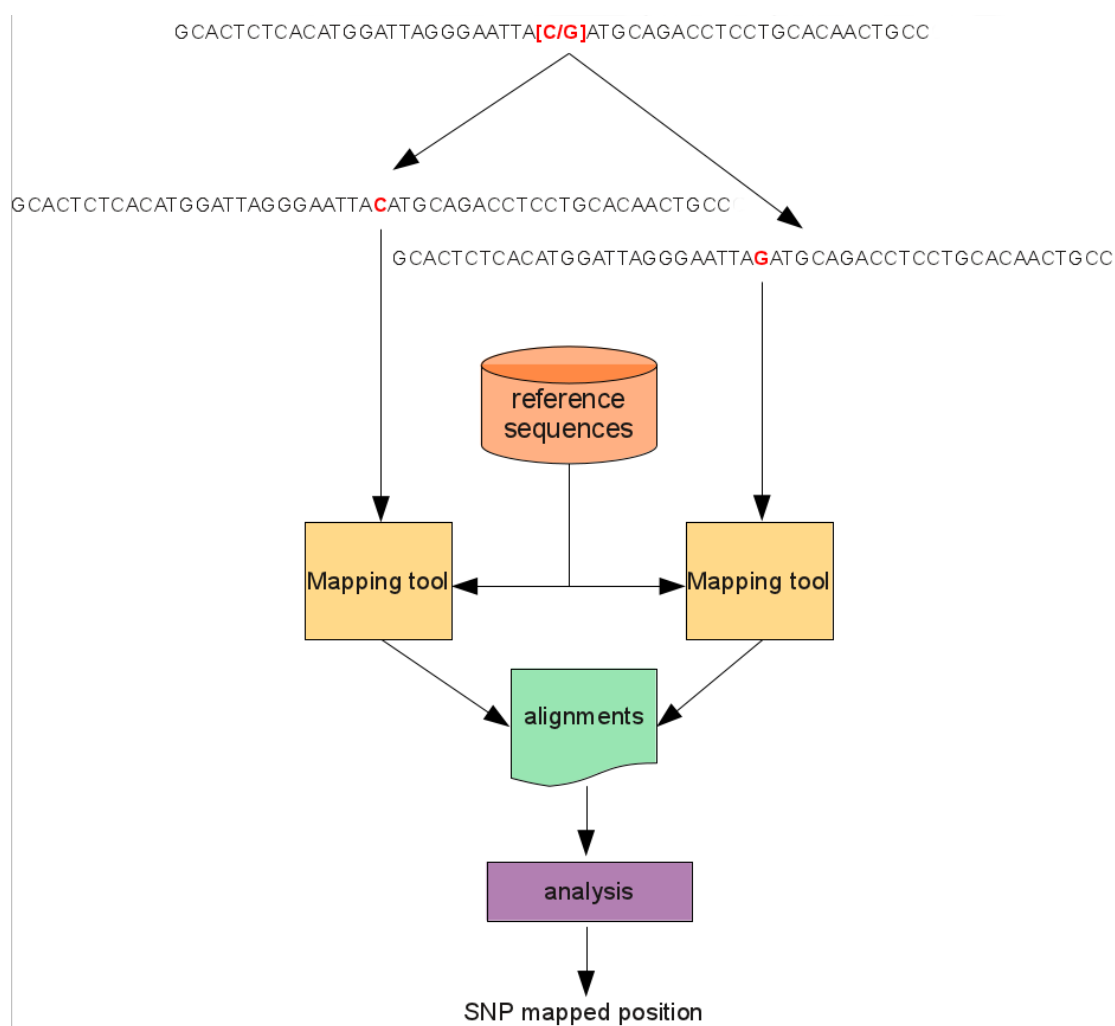 GCACTCTCACATGGATTAGGGAATTA[C/G]ATGCAGACCTCCTGCACAACTGCC
GCACTCTCACATGGATTAGGGAATTACATGCAGACCTCCTGCACAACTGCC
GCACTCTCACATGGATTAGGGAATTAGATGCAGACCTCCTGCACAACTGCC
reference
sequences
Mapping tool
Mapping tool
alignments
analysis
SNP mapped position